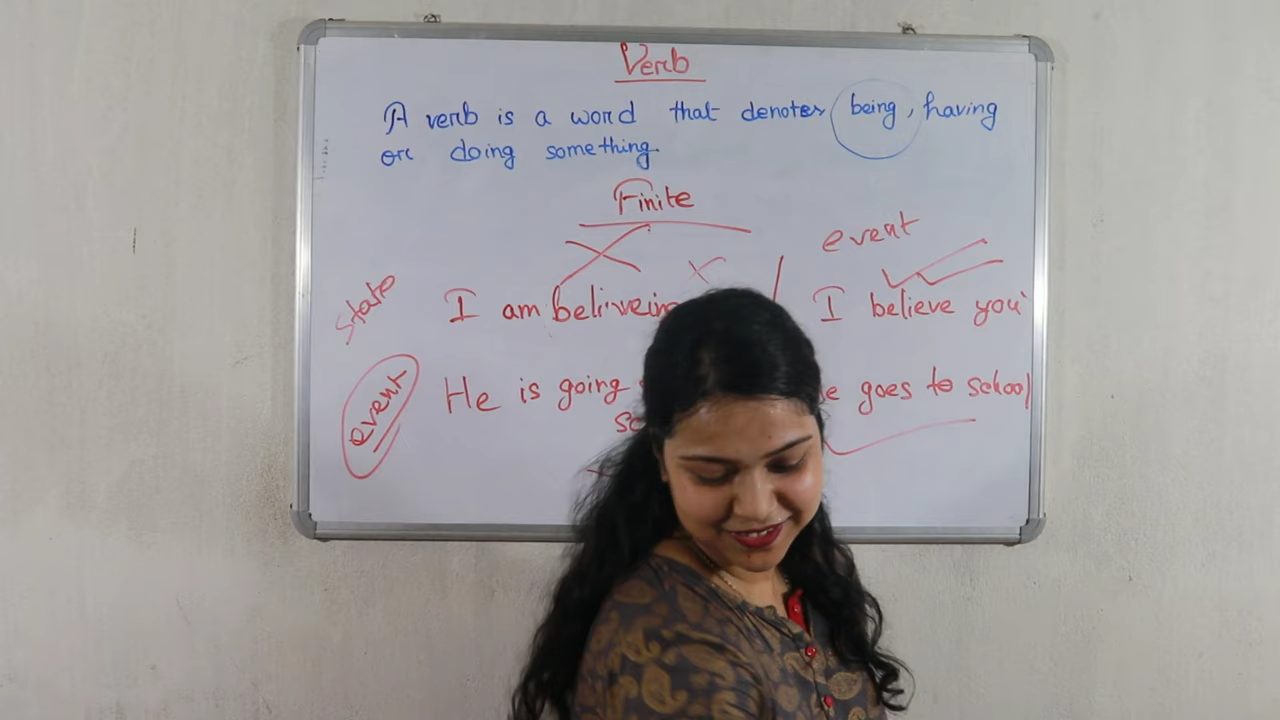 Verb
A verb is a word that denotes being, having
or doing something.
Finite
event
state I am believeing I believe you
event He is going goes to school